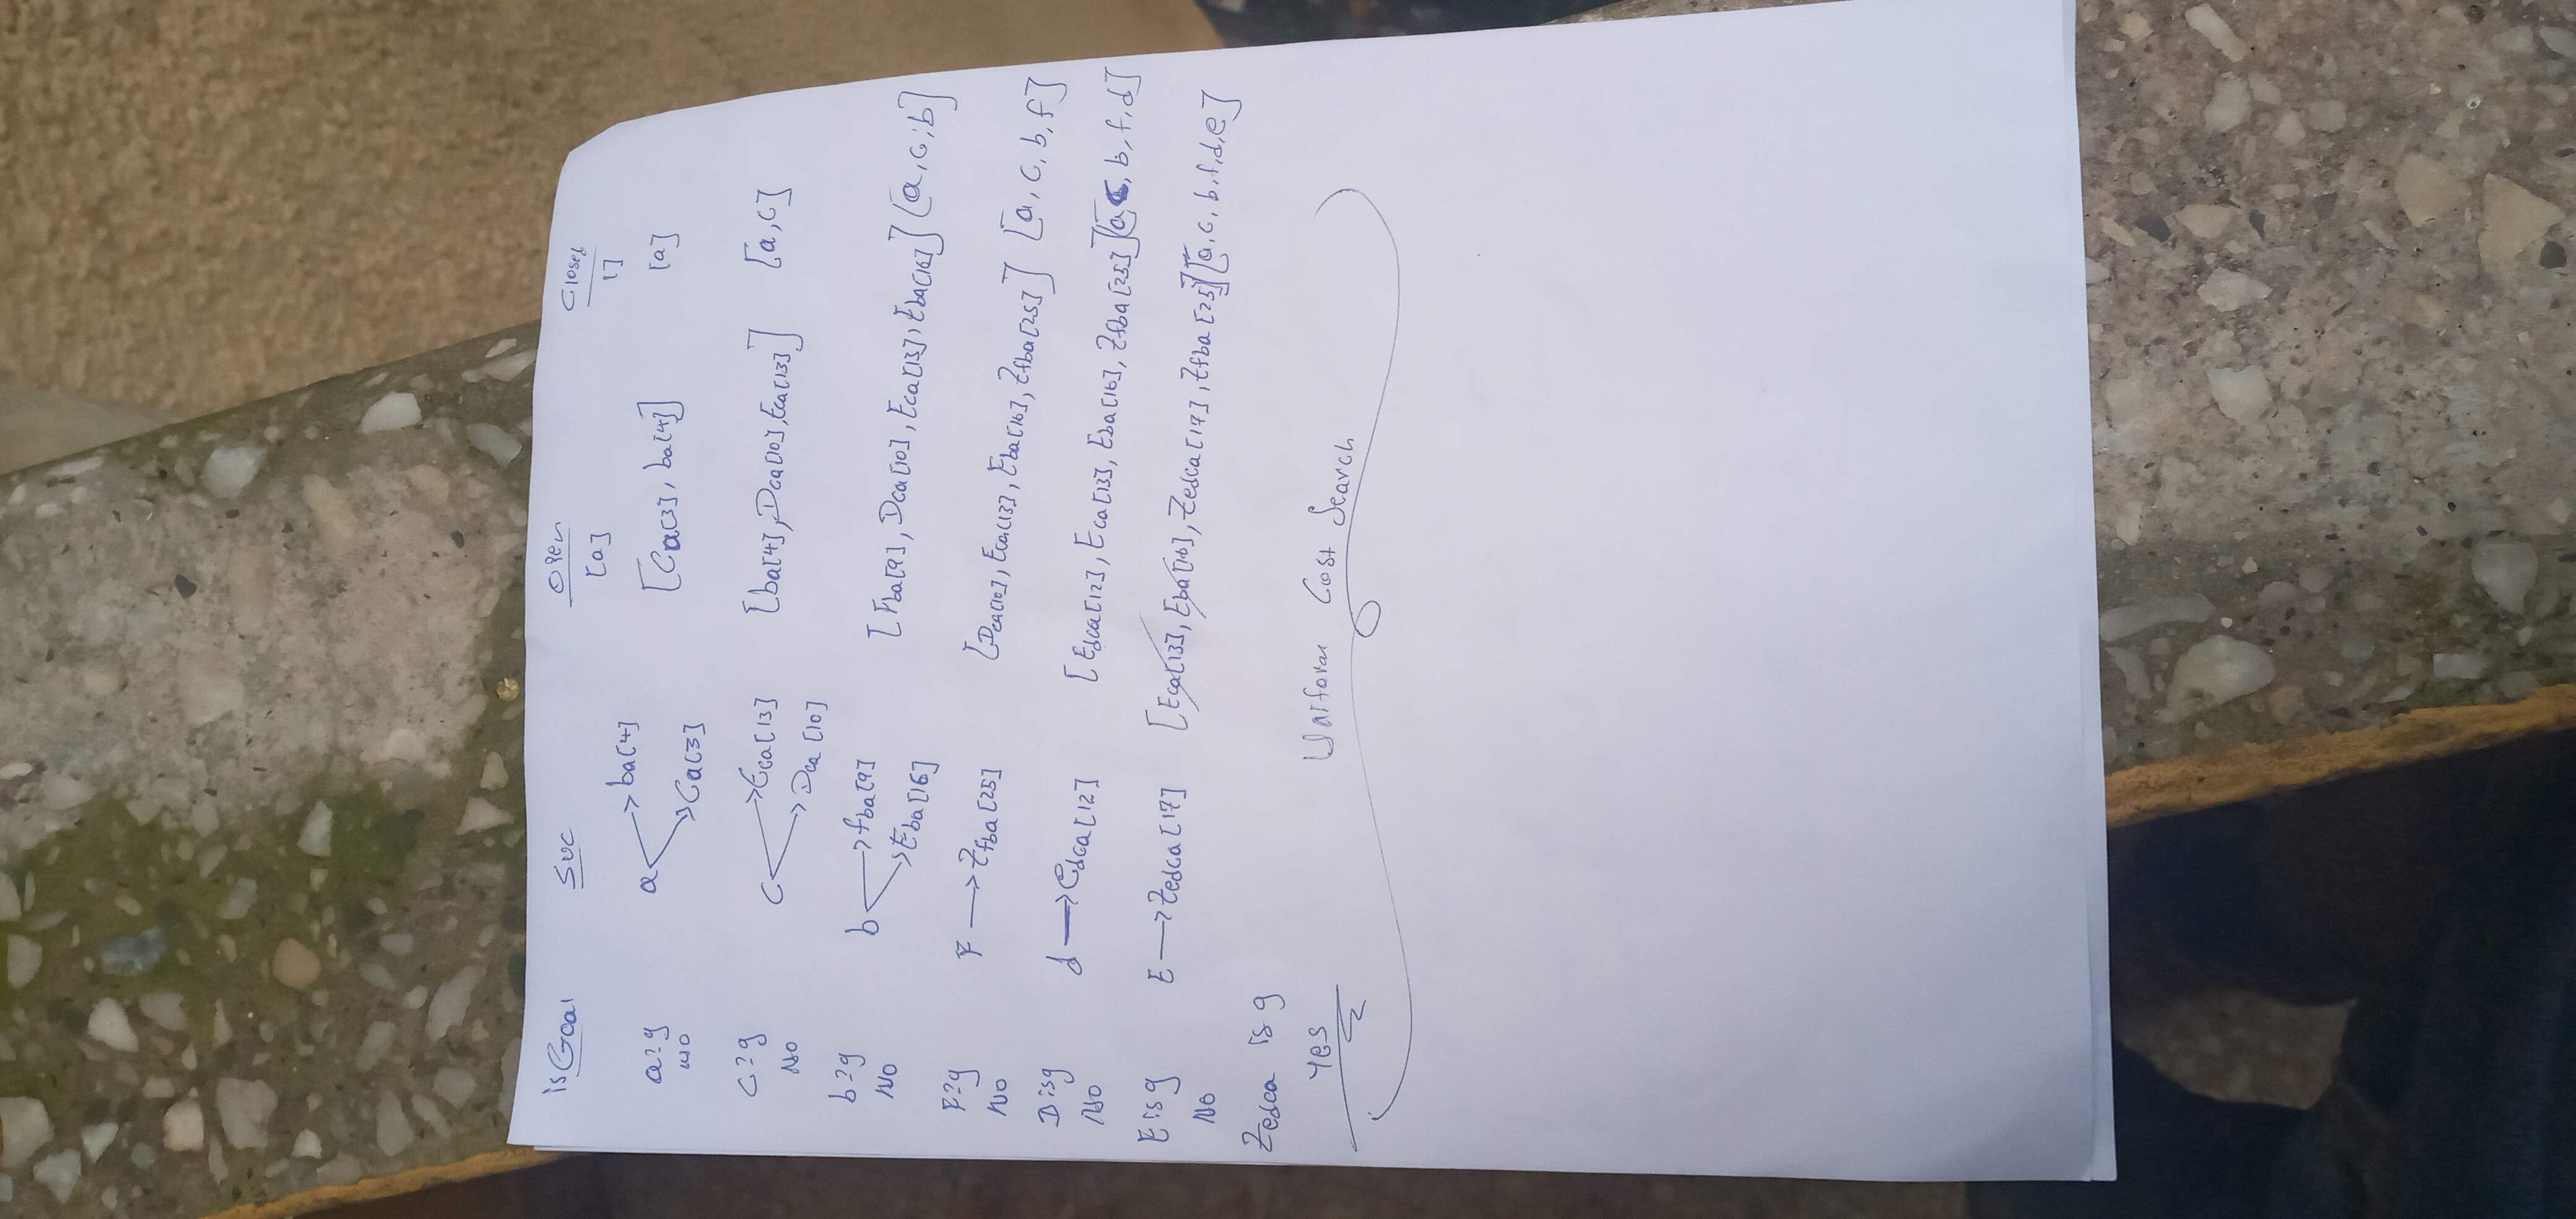 isGoal Suc Open Closed
[a] []
a?g a → ba[4] [Ca[3], ba[4]] [a]
NO → Ca[3]
C?g C → Eca[13] [ba[4], Dca[10], Eca[13]] [a, c]
NO → Dca [10]
b?g b → fba[9] [Fba[9], Dca[10], Eca[13], Eba[16]] [a, c, b]
NO → Eba[16]
F?g F → Zfba[25] [Dca[10], Eca[13], Eba[16], Zfba[25]] [a, c, b, f]
NO
D isg d → edca[12] [Edca[12], Eca[13], Eba[16], Zfba[25]] [a c, b, f, d]
NO
E is g E → Zedca[17] [Eca[13], Eba[16], Zedca[17], Zfba[25]] [a, c, b, f, d, e]
NO
Zedca is g
Yes
Uniform Cost Search